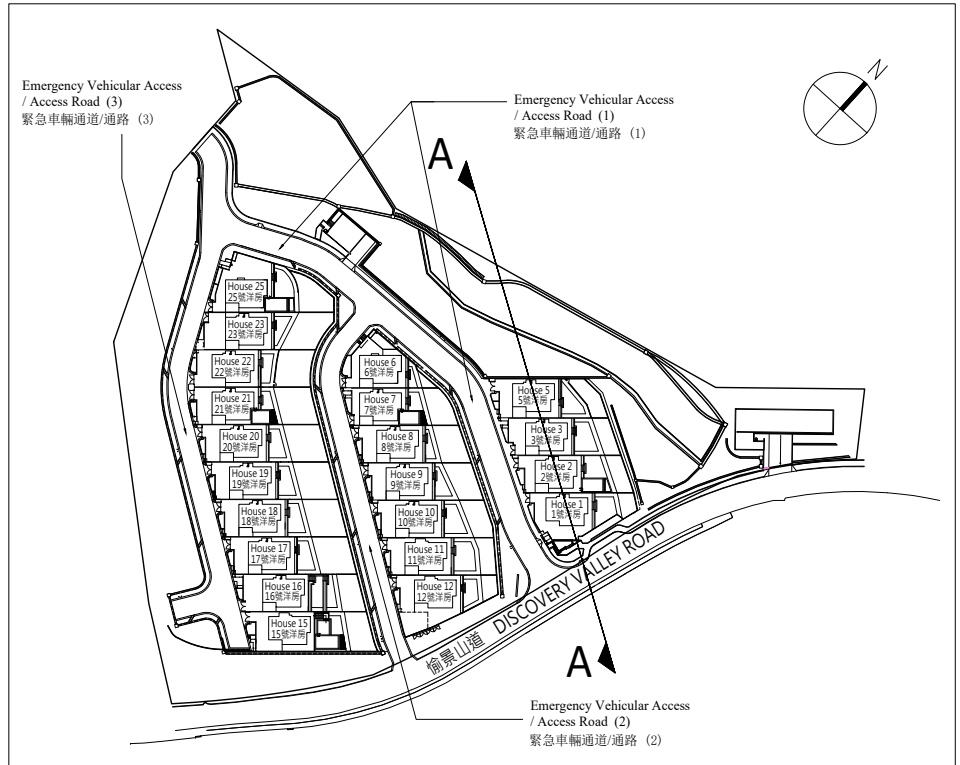 Emergency Vehicular Access
/ Access Road (3)
緊急車輛通道/通路 (3)
Emergency Vehicular Access
/ Access Road (1)
緊急車輛通道/通路 (1)
N
A
House 25
25號洋房
House 23
23號洋房
House 22
22號洋房
House 21
21號洋房
House 20
20號洋房
House 19
19號洋房
House 18
18號洋房
House 17
17號洋房
House 16
16號洋房
House 15
15號洋房
House 6
6號洋房
House 7
7號洋房
House 8
8號洋房
House 9
9號洋房
House 10
10號洋房
House 11
11號洋房
House 12
12號洋房
House 5
5號洋房
House 3
3號洋房
House 2
2號洋房
House 1
1號洋房
愉景山道 DISCOVERY VALLEY ROAD
A
Emergency Vehicular Access
/ Access Road (2)
緊急車輛通道/通路 (2)